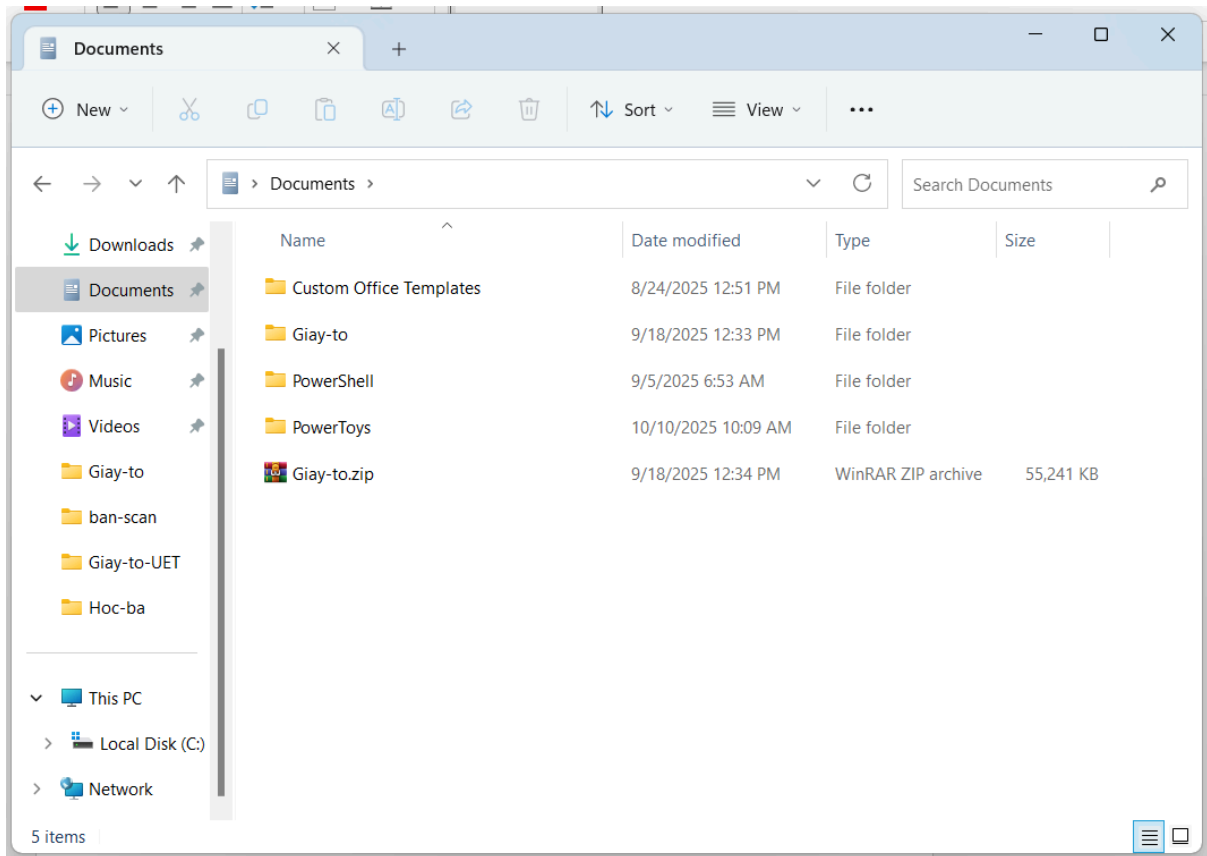 Documents
New
Sort
View
Documents
Search Documents
Downloads
Documents
Pictures
Music
Videos
Giay-to
ban-scan
Giay-to-UET
Hoc-ba
This PC
Local Disk (C:)
Network
Name Date modified Type Size
Custom Office Templates 8/24/2025 12:51 PM File folder
Giay-to 9/18/2025 12:33 PM File folder
PowerShell 9/5/2025 6:53 AM File folder
PowerToys 10/10/2025 10:09 AM File folder
Giay-to.zip 9/18/2025 12:34 PM WinRAR ZIP archive 55,241 KB
5 items